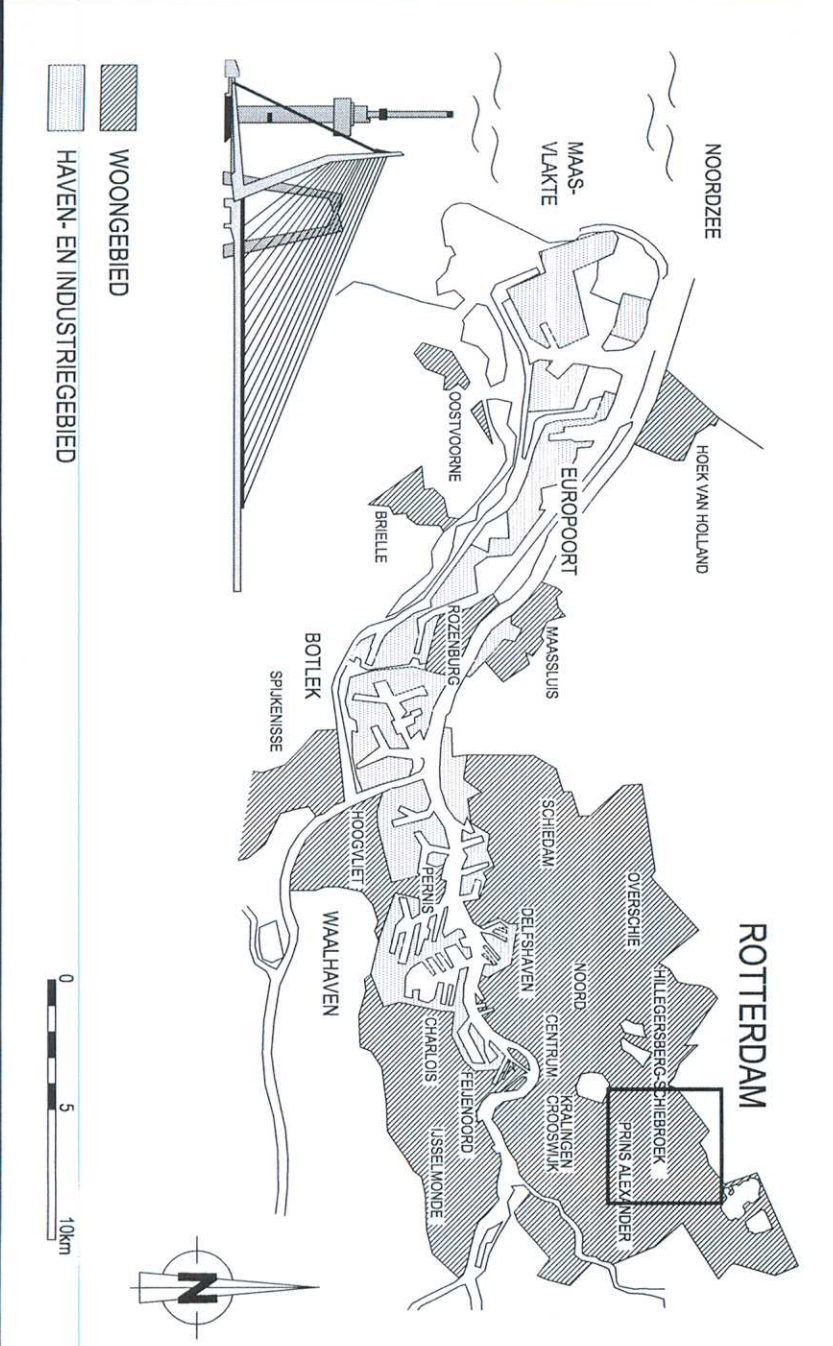 ROTTERDAM
NOORDZEE
MAAS-
VLAKTE
HOEK VAN HOLLAND
EUROPOORT
OOSTVOORNE
BRIELLE
MAASSLUIS
ROZENBURG
BOTLEK
SPIJKENISSE
HOOGVLIET
PERNIS
SCHIEDAM
OVERSCHIE
HILLEGERSBERG-SCHIEBROEK
NOORD
DELFSHAVEN
CENTRUM
KRALINGEN
CROOSWIJK
PRINS ALEXANDER
WAALHAVEN
CHARLOIS
FEIJENOORD
IJSSELMONDE
WOONGEBIED
HAVEN- EN INDUSTRIEGEBIED
0 5 10km
N